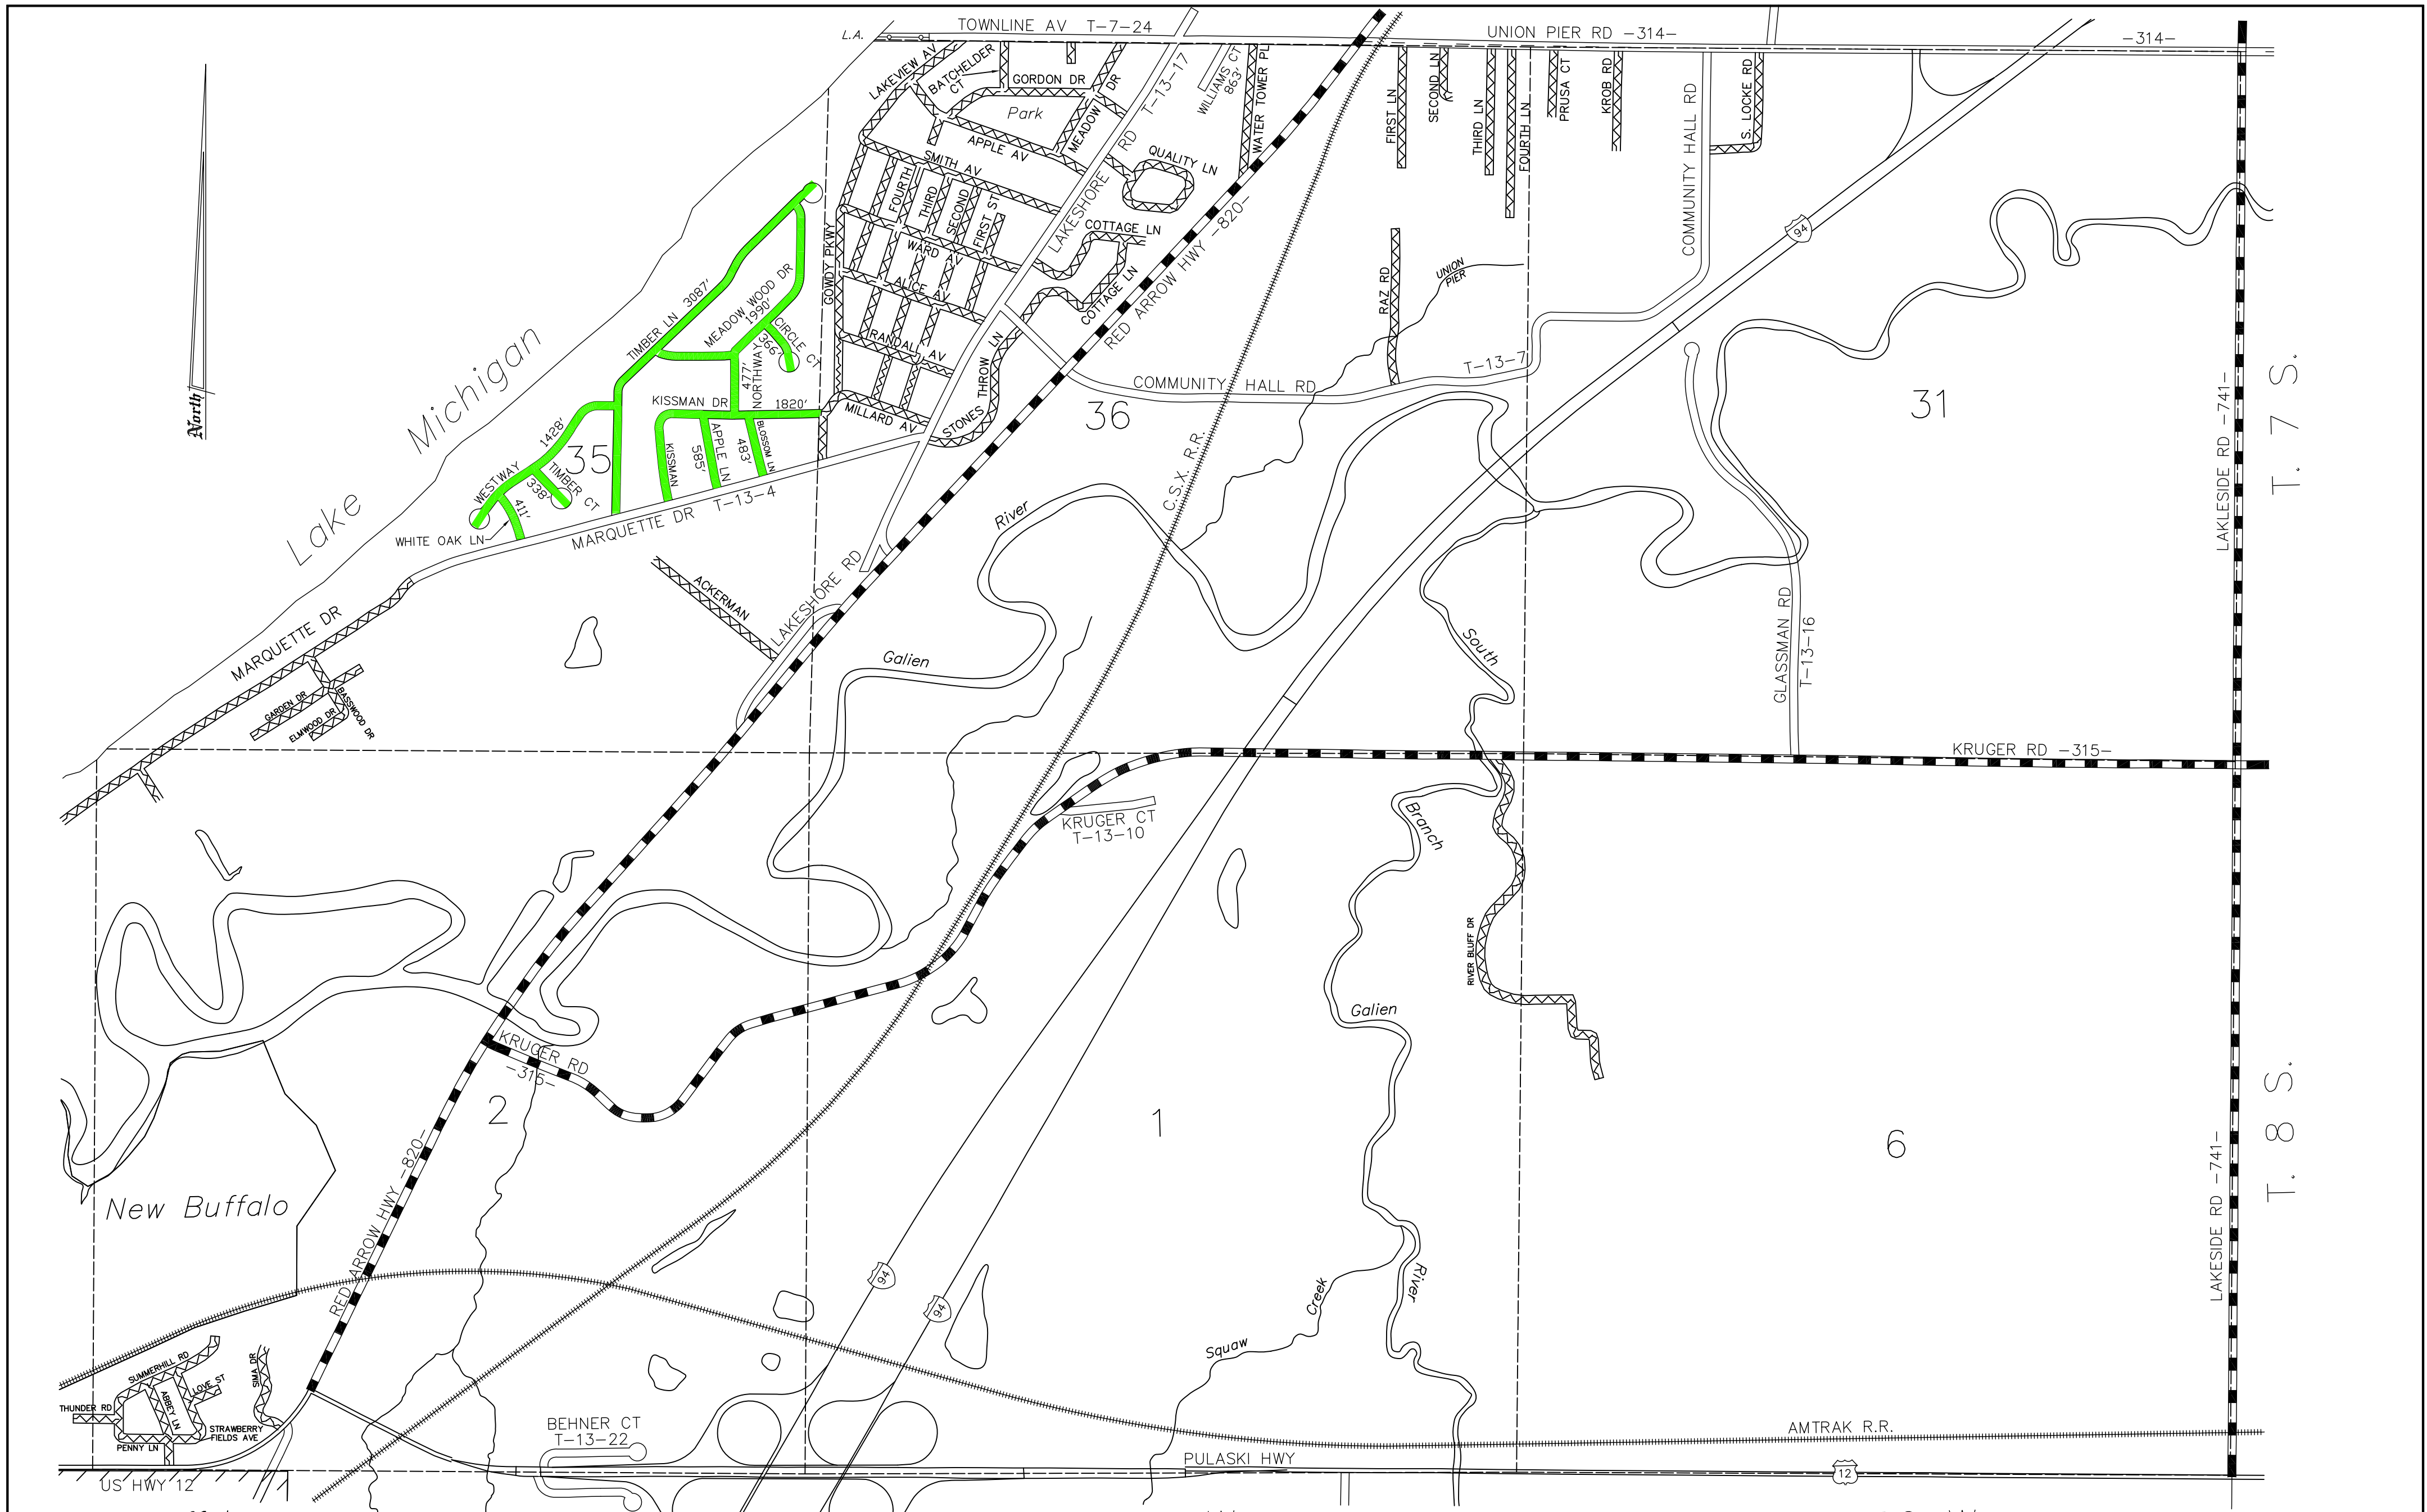 TOWNLINE AV T-7-24
UNION PIER RD -314-
-314-
L.A.
LAKEVIEW AV
BATCHELDER
CT
GORDON DR
Park
MEADOW
DR
APPLE AV
LAKESHORE RD T-13-17
WILLIAMS CT
863'
WATER TOWER PL
FIRST LN
SECOND LN
THIRD LN
FOURTH LN
PRUSA CT
KROB RD
COMMUNITY HALL RD
S. LOCKE RD
SMITH AV
FOURTH
THIRD
SECOND
FIRST ST
QUALITY LN
COTTAGE LN
COTTAGE LN
WARD AV
ALICE AV
RANDALL AV
MILLARD AV
GOWDY PKWY
STONES THROW LN
RED ARROW HWY -820-
RAZ RD
UNION
PIER
94
North
Lake Michigan
TIMBER LN 3087'
MEADOW WOOD DR
1990'
CIRCLE CT
366'
NORTHWAY
477'
KISSMAN DR 1820'
KISSMAN
APPLE LN
585'
BLOSSOM LN
483'
1428'
WESTWAY
35
TIMBER CT
338'
411'
WHITE OAK LN
MARQUETTE DR T-13-4
COMMUNITY HALL RD
T-13-7
36
31
LAKLESIDE RD -741-
T. 7 S.
C.S.X. R.R.
River
Galien
South
ACKERMAN
LAKESHORE RD
MARQUETTE DR
GARDEN DR
ELMWOOD DR
BASSWOOD DR
GLASSMAN RD
T-13-16
KRUGER RD -315-
KRUGER CT
T-13-10
Branch
RIVER BLUFF DR
Galien
KRUGER RD
-315-
2
1
6
T. 8 S.
LAKESIDE RD -741-
New Buffalo
RED ARROW HWY -820-
94
94
Squaw Creek
River
SUMMERHILL RD
LOVE ST
ABBEY LN
THUNDER RD
PENNY LN
STRAWBERRY
FIELDS AVE
SIMA DR
BEHNER CT
T-13-22
AMTRAK R.R.
PULASKI HWY
12
US HWY 12